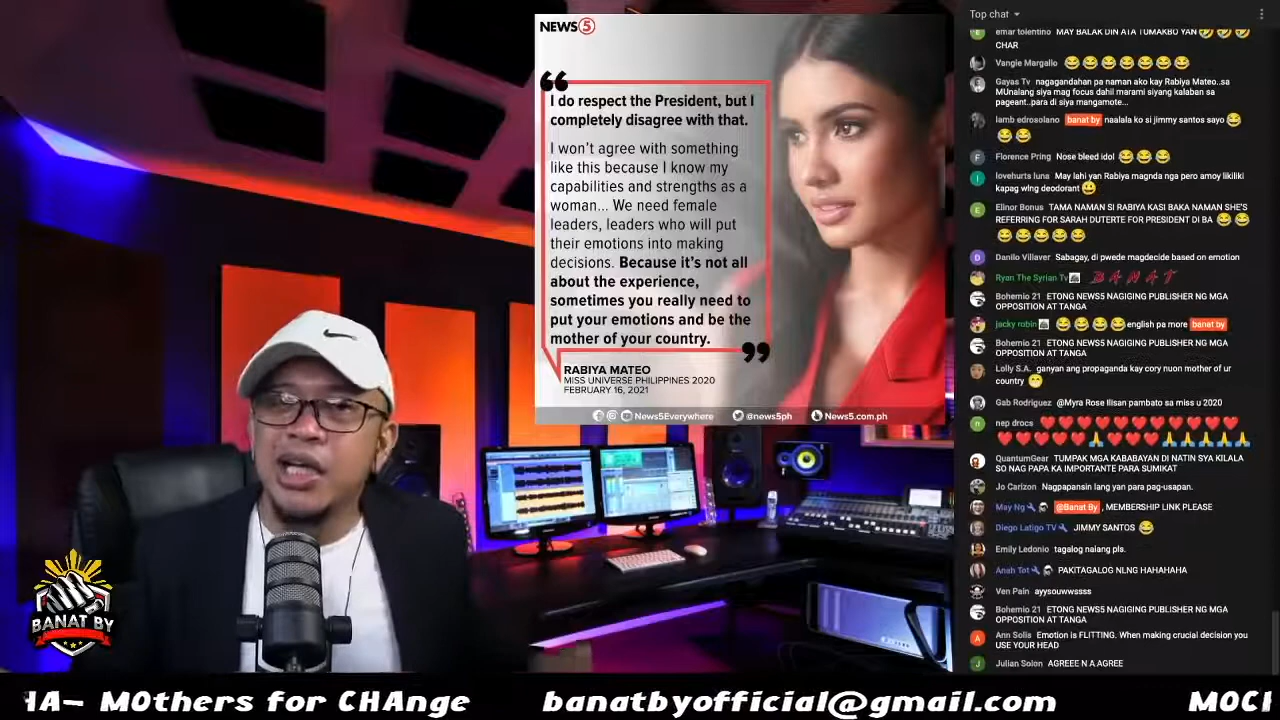 NEWS5
❝
I do respect the President, but I
completely disagree with that.
I won't agree with something
like this because I know my
capabilities and strengths as a
woman... We need female
leaders, leaders who will put
their emotions into making
decisions. Because it's not all
about the experience,
sometimes you really need to
put your emotions and be the
mother of your country.
❞
RABIYA MATEO
MISS UNIVERSE PHILIPPINES 2020
FEBRUARY 16, 2021
News5Everywhere @news5ph News5.com.ph
BANAT BY
Top chat
emar tolentino MAY BALAK DIN ATA TUMAKBO YAN 🤣🤣🤣
CHAR
Vangie Margallo 😂😂😂😂😂😂😂
Gayas Tv nagagandahan pa naman ako kay Rabiya Mateo..sa
MUnalang siya mag focus dahil marami siyang kalaban sa
pageant..para di siya mangamote...
lamb edrosolano banat by naalala ko si jimmy santos sayo 😂
😂😂
Florence Pring Nose bleed idol 😂😂😂
lovehurts luna May lahi yan Rabiya magnda nga pero amoy likiliki
kapag wlng deodorant 😀
Elinor Bonus TAMA NAMAN SI RABIYA KASI BAKA NAMAN SHE'S
REFERRING FOR SARAH DUTERTE FOR PRESIDENT DI BA 😂😂
😂😂😂😂😂
Danilo Villaver Sabagay, di pwede magdecide based on emotion
Ryan The Syrian Tv BANAT
Bohemio 21 ETONG NEWS5 NAGIGING PUBLISHER NG MGA
OPPOSITION AT TANGA
jacky rubin 😂😂😂😂english pa more banat by
Bohemio 21 ETONG NEWS5 NAGIGING PUBLISHER NG MGA
OPPOSITION AT TANGA
Lolly S.A. ganyan ang propaganda kay cory nuon mother of ur
country 😁
Gab Rodriguez @Myra Rose Ilisan pambato sa miss u 2020
nep drocs ❤❤❤❤❤❤❤❤❤❤❤❤❤
❤❤❤❤❤🙏❤❤❤🙏🙏🙏🙏🙏
QuantumGear TUMPAK MGA KABABAYAN DI NATIN SYA KILALA
SO NAG PAPA KA IMPORTANTE PARA SUMIKAT
Jo Carizon Nagpapansin lang yan para pag-usapan.
May Ng @Banat By , MEMBERSHIP LINK PLEASE
Diego Latigo TV JIMMY SANTOS 😂
Emily Ledonio tagalog nalang pls.
Anah Tot PAKITAGALOG NLNG HAHAHAHA
Ven Pain ayysouwwssss
Bohemio 21 ETONG NEWS5 NAGIGING PUBLISHER NG MGA
OPPOSITION AT TANGA
Ann Solis Emotion is FLITTING. When making crucial decision you
USE YOUR HEAD
Julian Solon AGREEE N A AGREE
IA- MOthers for CHAnge banatbyofficial@gmail.com MOCH